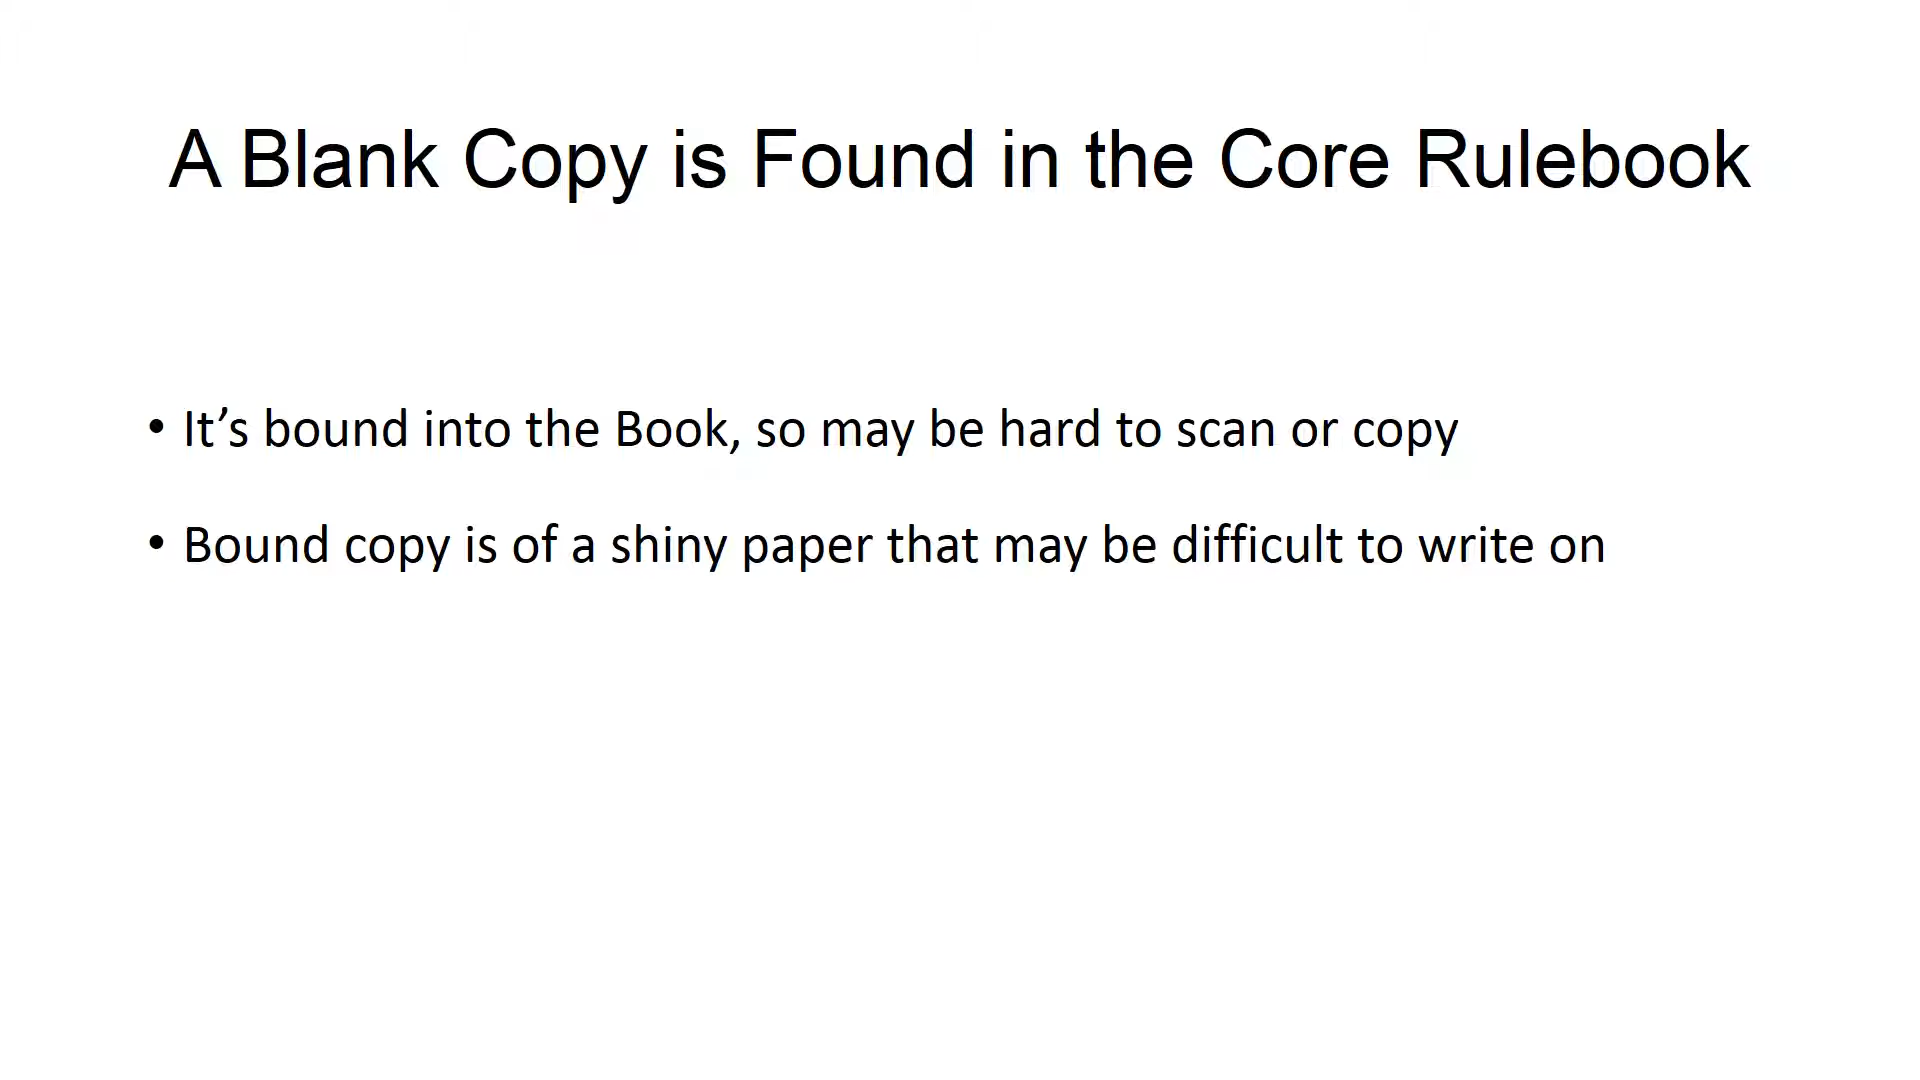 A Blank Copy is Found in the Core Rulebook
• It’s bound into the Book, so may be hard to scan or copy
• Bound copy is of a shiny paper that may be difficult to write on